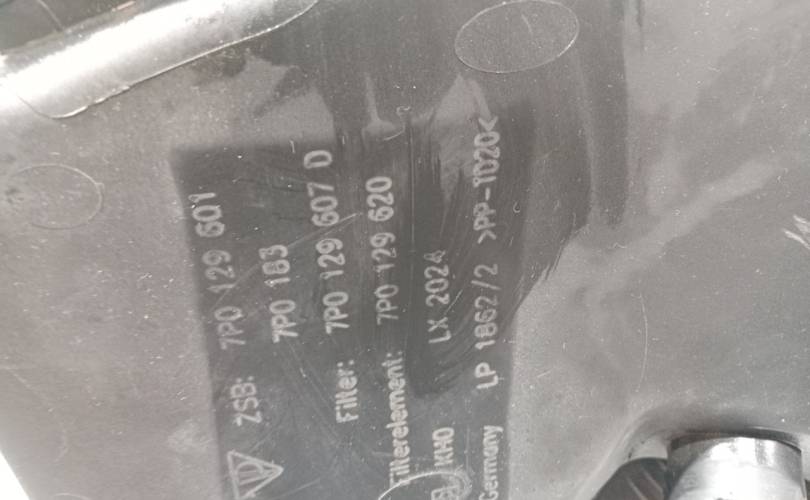 7P0 129 601
ZSB: 7P0 183
7P0 129 607 D
Filter: 7P0 129 620
Filterelement: LX 2024
KHD LP 1862/2 >PP-TD20<
Germany